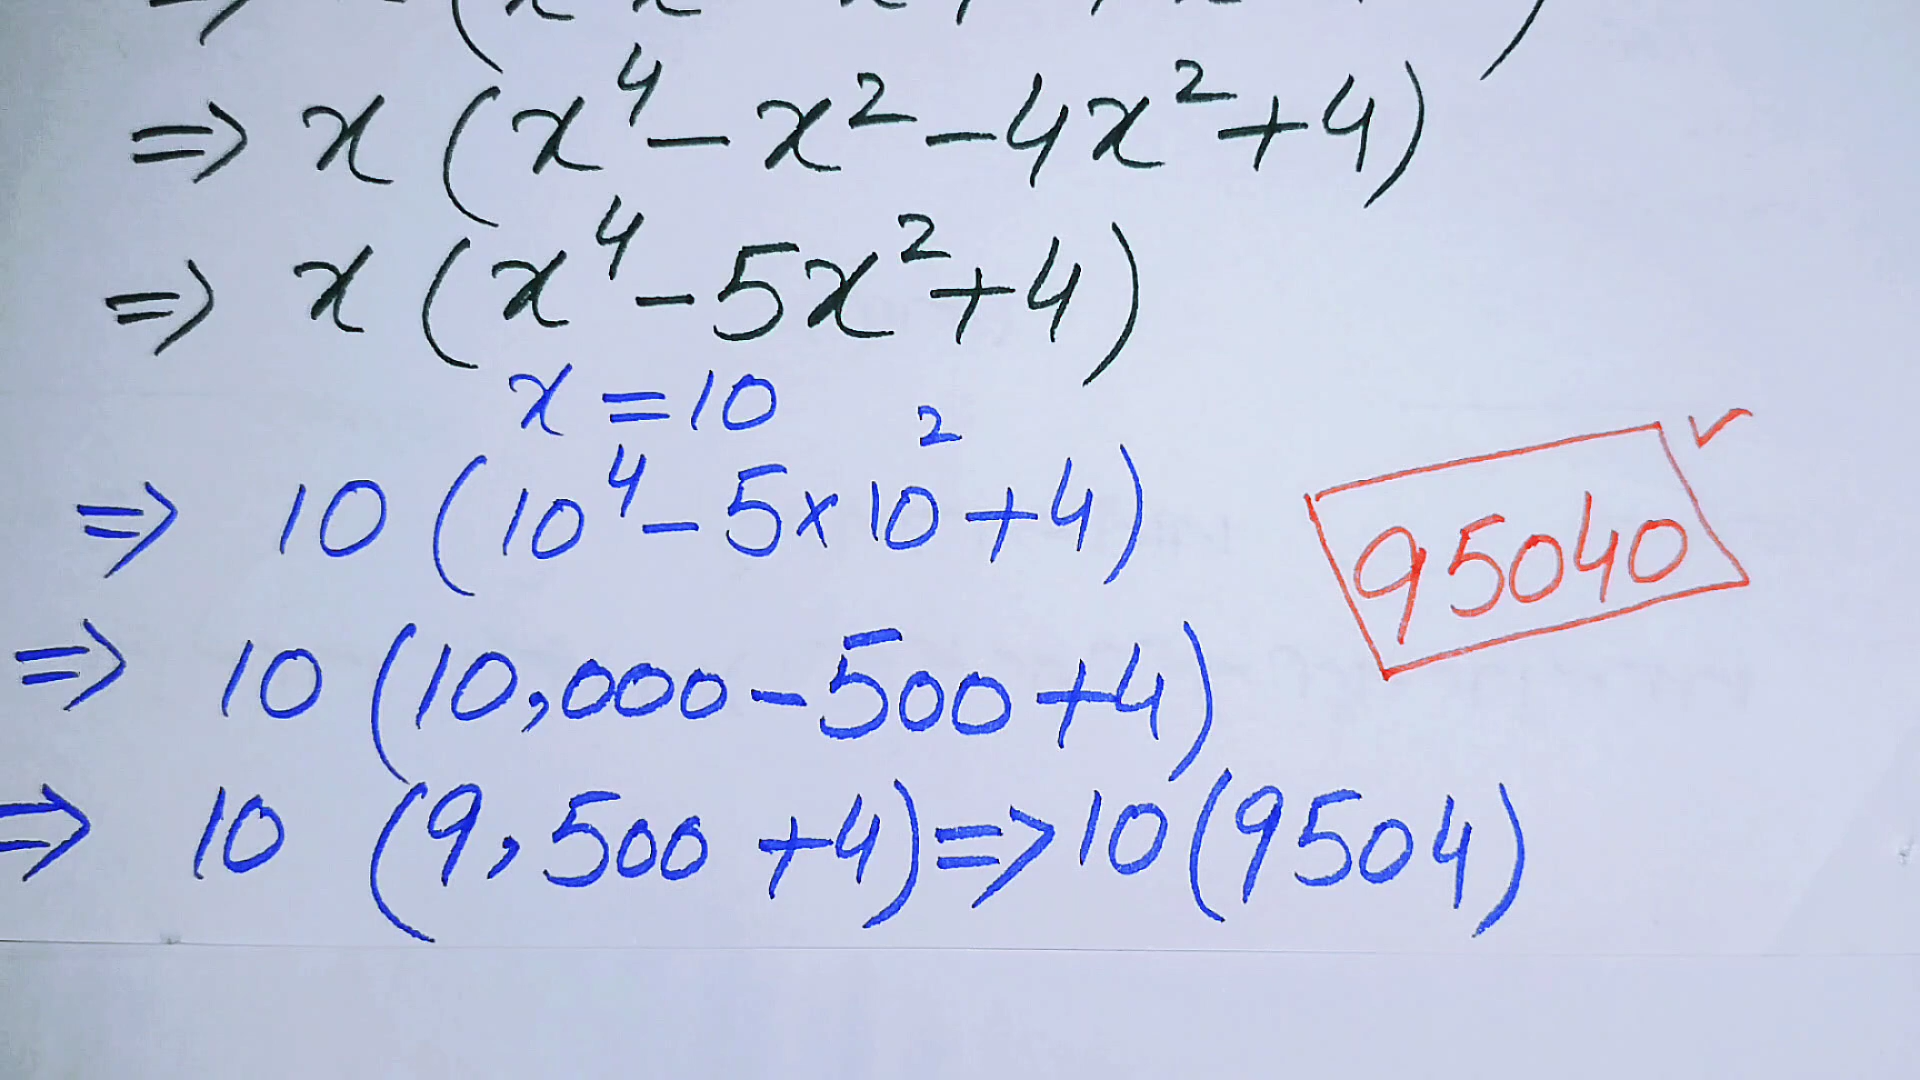 => x (x⁴ - x² - 4x² + 4)
=> x (x⁴ - 5x² + 4)
x = 10
=> 10 (10⁴ - 5 × 10² + 4)
=> 10 (10,000 - 500 + 4)
=> 10 (9,500 + 4) => 10 (9504)
95040 ✓